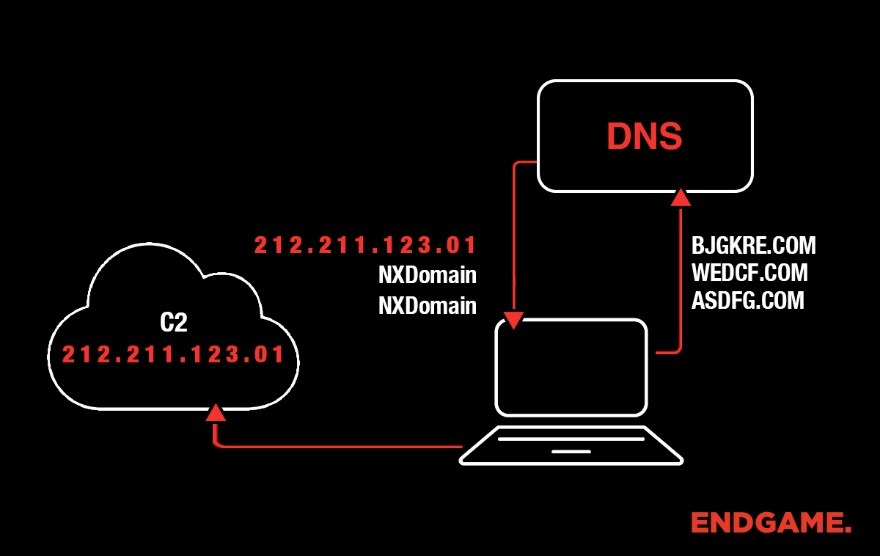 DNS
212.211.123.01
NXDomain
NXDomain
BJGKRE.COM
WEDCF.COM
ASDFG.COM
C2
212.211.123.01
ENDGAME.